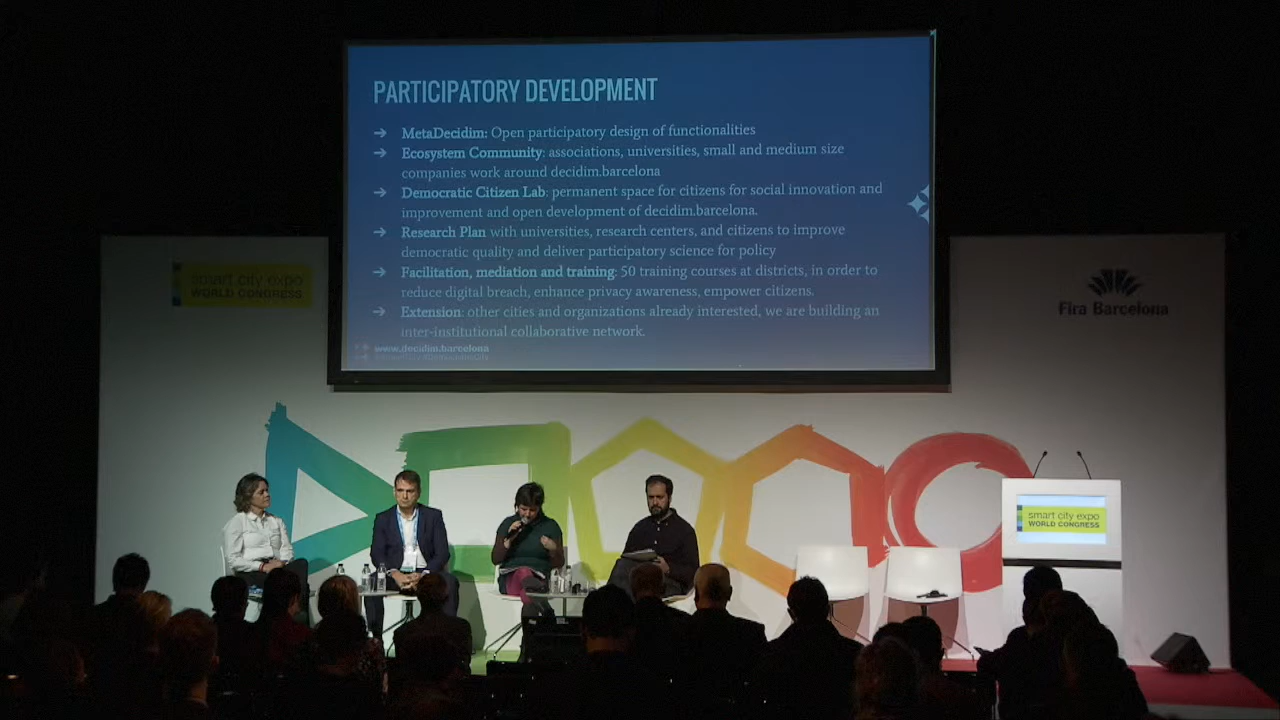 PARTICIPATORY DEVELOPMENT
➔ MetaDecidim: Open participatory design of functionalities
➔ Ecosystem Community: associations, universities, small and medium size
companies work around decidim.barcelona
➔ Democratic Citizen Lab: permanent space for citizens for social innovation and
improvement and open development of decidim.barcelona.
➔ Research Plan with universities, research centers, and citizens to improve
democratic quality and deliver participatory science for policy
➔ Facilitation, mediation and training: 50 training courses at districts, in order to
reduce digital breach, enhance privacy awareness, empower citizens.
➔ Extension: other cities and organizations already interested, we are building an
inter-institutional collaborative network.
www.decidim.barcelona
smart city expo
WORLD CONGRESS
Fira Barcelona
smart city expo
WORLD CONGRESS